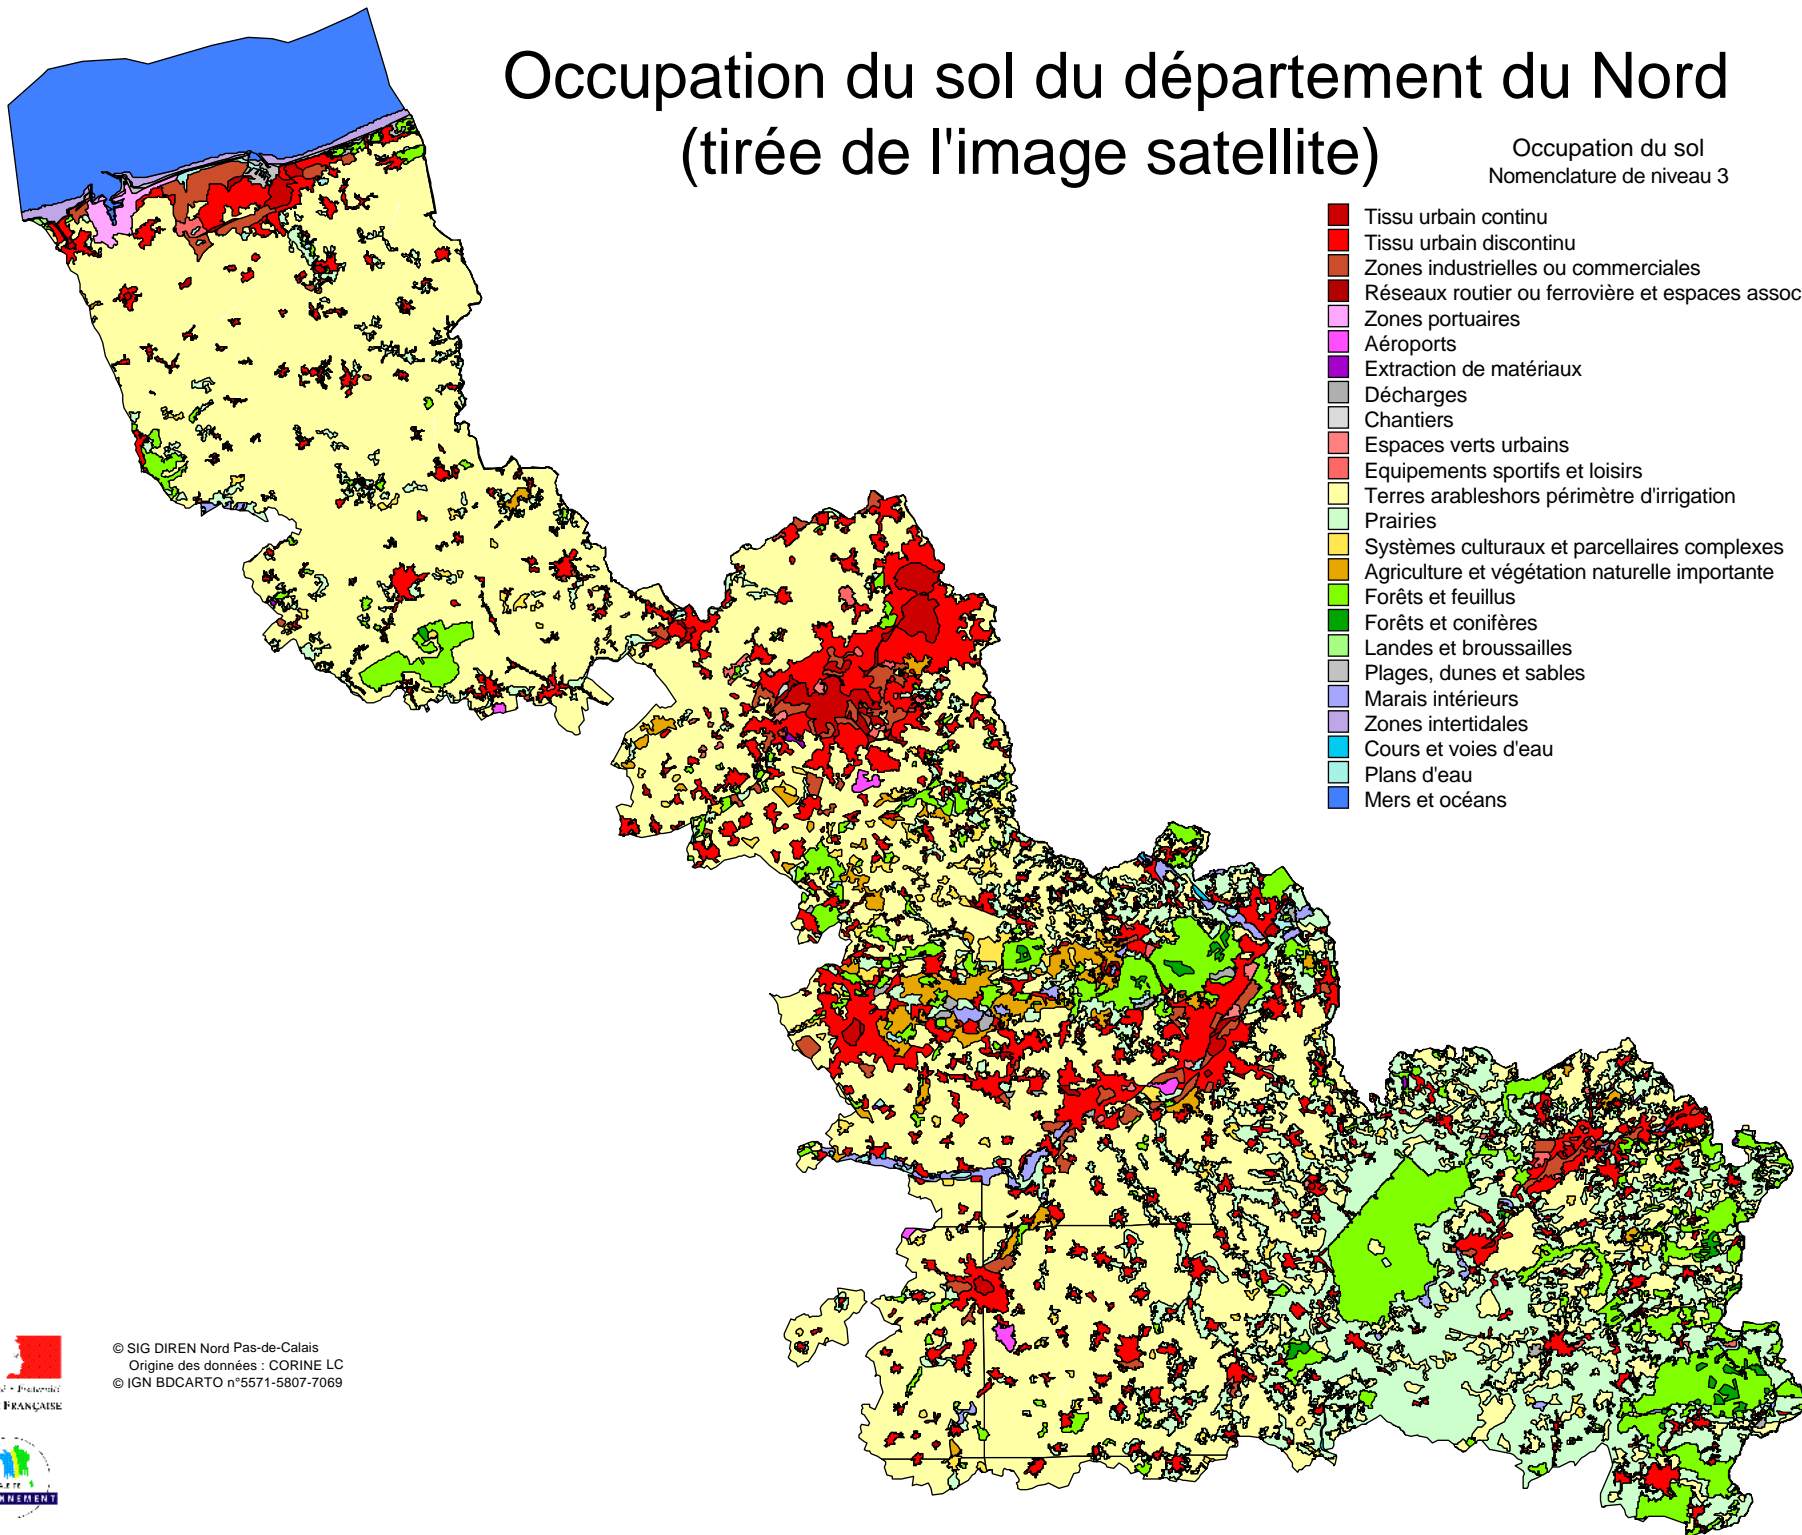 Occupation du sol du département du Nord
(tirée de l'image satellite)
Occupation du sol
Nomenclature de niveau 3
Tissu urbain continu
Tissu urbain discontinu
Zones industrielles ou commerciales
Réseaux routier ou ferrovière et espaces assoc
Zones portuaires
Aéroports
Extraction de matériaux
Décharges
Chantiers
Espaces verts urbains
Equipements sportifs et loisirs
Terres arableshors périmètre d'irrigation
Prairies
Systèmes culturaux et parcellaires complexes
Agriculture et végétation naturelle importante
Forêts et feuillus
Forêts et conifères
Landes et broussailles
Plages, dunes et sables
Marais intérieurs
Zones intertidales
Cours et voies d'eau
Plans d'eau
Mers et océans
© SIG DIREN Nord Pas-de-Calais
Origine des données : CORINE LC
© IGN BDCARTO n°5571-5807-7069
Fraternité
FRANÇAISE
NNEMENT